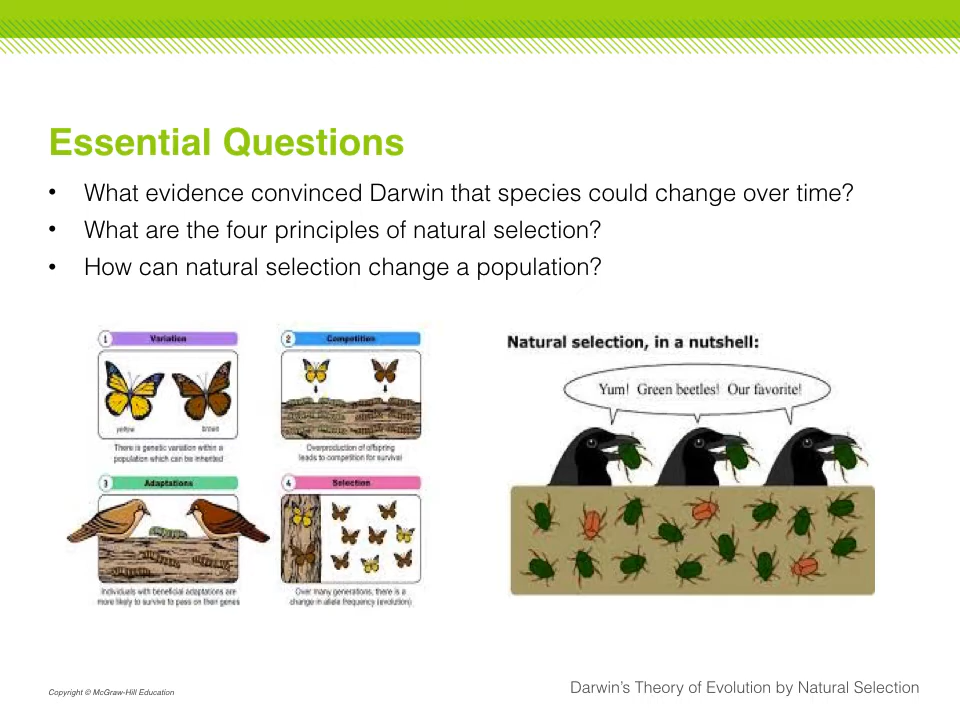 Essential Questions
• What evidence convinced Darwin that species could change over time?
• What are the four principles of natural selection?
• How can natural selection change a population?
1 Variation
yellow brown
There is genetic variation within a
population which can be inherited
2 Competition
Overproduction of offspring
leads to competition for survival
3 Adaptations
Individuals with beneficial adaptations are
more likely to survive to pass on their genes
4 Selection
Over many generations, there is a
change in allele frequency (evolution)
Natural selection, in a nutshell:
Yum! Green beetles! Our favorite!
Copyright © McGraw-Hill Education
Darwin's Theory of Evolution by Natural Selection